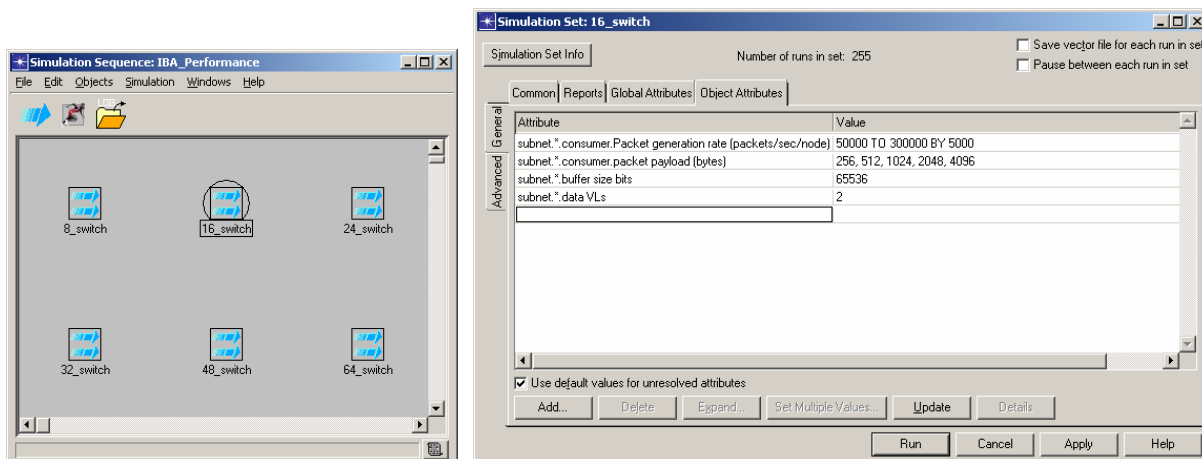 Simulation Sequence: IBA_Performance
File Edit Objects Simulation Windows Help
LOG
8_switch 16_switch 24_switch
32_switch 48_switch 64_switch
Simulation Set: 16_switch
Simulation Set Info
Number of runs in set: 255
Save vector file for each run in set
Pause between each run in set
Common Reports Global Attributes Object Attributes
General
Advanced
Attribute Value
subnet.*.consumer.Packet generation rate (packets/sec/node) 50000 TO 300000 BY 5000
subnet.*.consumer.packet payload (bytes) 256, 512, 1024, 2048, 4096
subnet.*.buffer size bits 65536
subnet.*.data VLs 2
Use default values for unresolved attributes
Add... Delete Expand... Set Multiple Values... Update Details
Run Cancel Apply Help